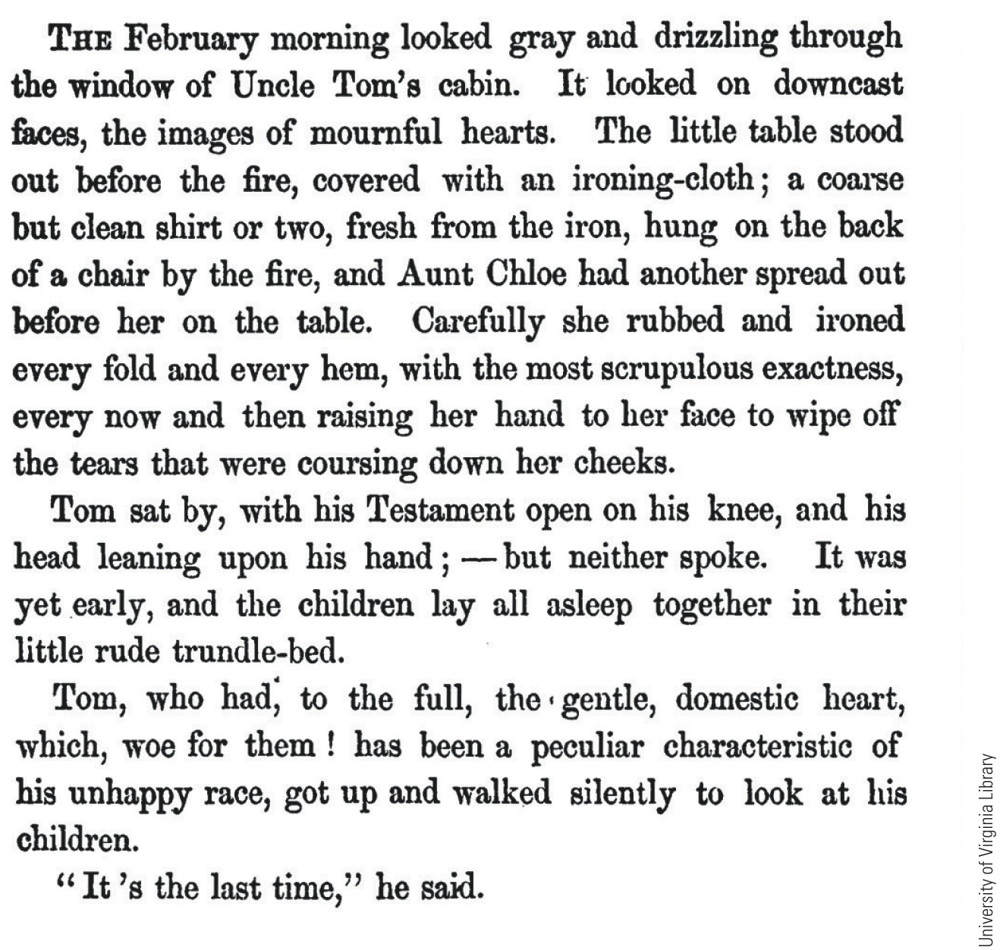 THE February morning looked gray and drizzling through
the window of Uncle Tom's cabin. It looked on downcast
faces, the images of mournful hearts. The little table stood
out before the fire, covered with an ironing-cloth; a coarse
but clean shirt or two, fresh from the iron, hung on the back
of a chair by the fire, and Aunt Chloe had another spread out
before her on the table. Carefully she rubbed and ironed
every fold and every hem, with the most scrupulous exactness,
every now and then raising her hand to her face to wipe off
the tears that were coursing down her cheeks.
Tom sat by, with his Testament open on his knee, and his
head leaning upon his hand; — but neither spoke. It was
yet early, and the children lay all asleep together in their
little rude trundle-bed.
Tom, who had, to the full, the gentle, domestic heart,
which, woe for them! has been a peculiar characteristic of
his unhappy race, got up and walked silently to look at his
children.
"It 's the last time," he said.
University of Virginia Library